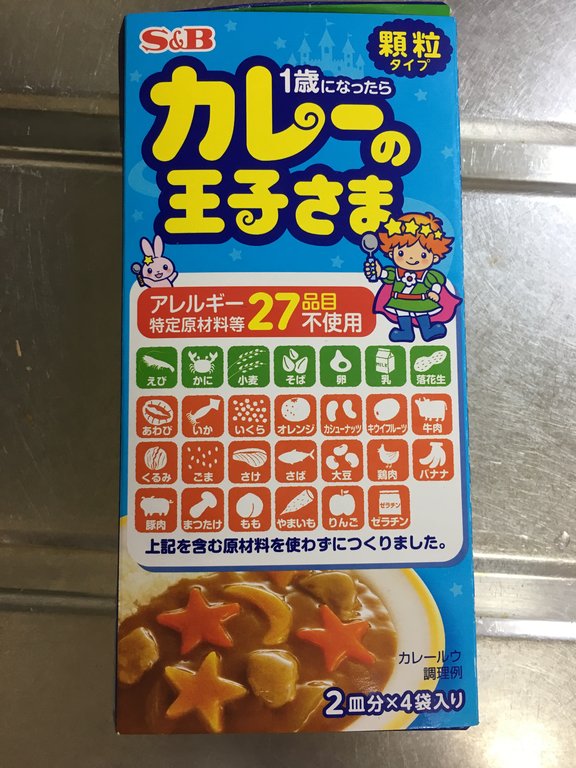 S&B
顆粒
タイプ
1歳になったら
カレーの
王子さま
アレルギー
特定原材料等
27
品目
不使用
えび かに 小麦 そば 卵 乳 落花生
あわび いか いくら オレンジ カシューナッツ キウイフルーツ 牛肉
くるみ ごま さけ さば 大豆 鶏肉 バナナ
豚肉 まつたけ もも やまいも りんご ゼラチン ゼラチン
上記を含む原材料を使わずにつくりました。
カレールウ
調理例
2皿分×4袋入り